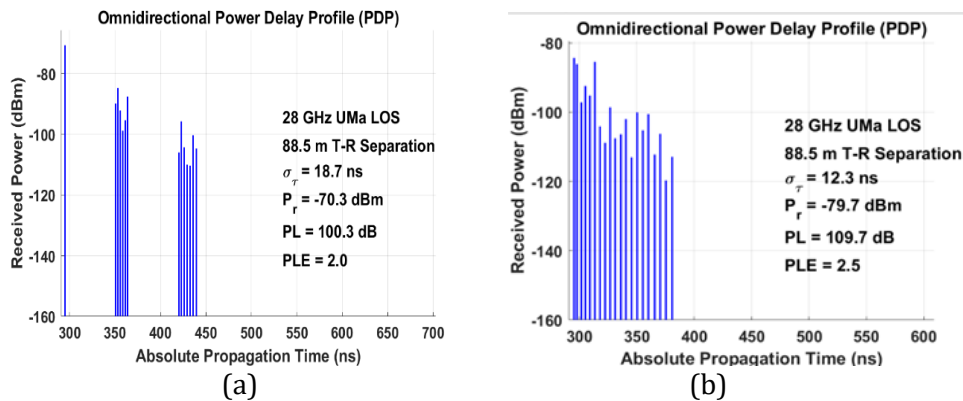 Omnidirectional Power Delay Profile (PDP)
Received Power (dBm)
-80
-100
-120
-140
-160
28 GHz UMa LOS
88.5 m T-R Separation
στ = 18.7 ns
Pr = -70.3 dBm
PL = 100.3 dB
PLE = 2.0
300 350 400 450 500 550 600 650 700
Absolute Propagation Time (ns)
(a)
Omnidirectional Power Delay Profile (PDP)
Received Power (dBm)
-80
-100
-120
-140
-160
28 GHz UMa LOS
88.5 m T-R Separation
στ = 12.3 ns
Pr = -79.7 dBm
PL = 109.7 dB
PLE = 2.5
300 350 400 450 500 550 600
Absolute Propagation Time (ns)
(b)